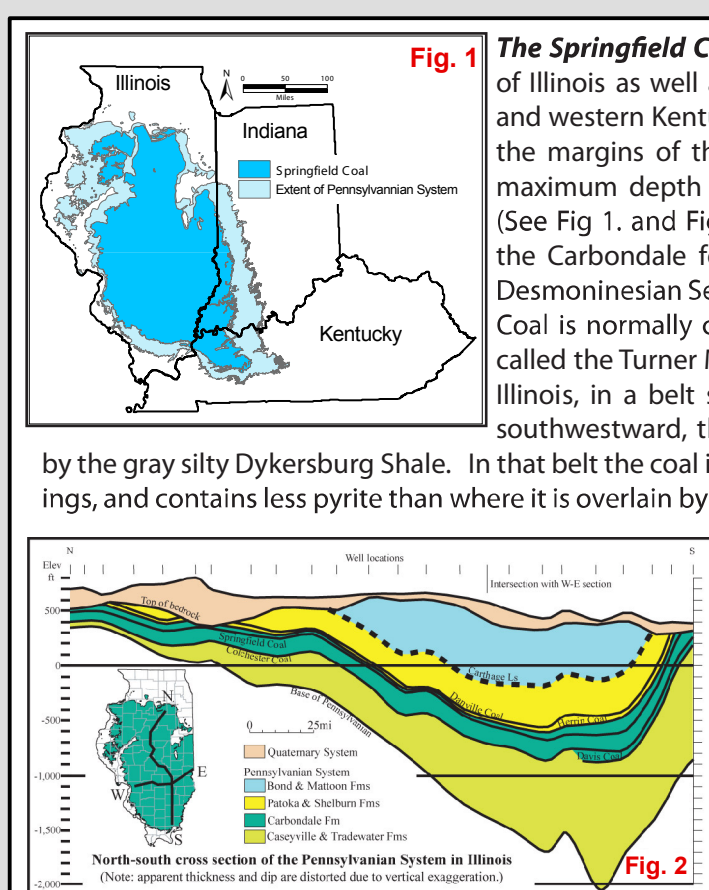 Fig. 1
Illinois
N
0 50 100
Miles
Indiana
Springfield Coal
Extent of Pennsylvannian System
Kentucky
The Springfield C
of Illinois as well a
and western Kentu
the margins of th
maximum depth
(See Fig 1. and Fig
the Carbondale fo
Desmoninesian Se
Coal is normally o
called the Turner M
Illinois, in a belt s
southwestward, th
by the gray silty Dykersburg Shale. In that belt the coal i
ings, and contains less pyrite than where it is overlain by
N
S
Elev
ft
Well locations
Intersection with W-E section
500
0
-500
-1,000
-1,500
-2,000
Top of bedrock
Springfield Coal
Colchester Coal
Base of Pennsylvanian
Carthage Ls
Danville Coal
Herrin Coal
Davis Coal
N
E
W
S
0 25mi
Quaternary System
Pennsylvanian System
Bond & Mattoon Fms
Patoka & Shelburn Fms
Carbondale Fm
Caseyville & Tradewater Fms
North-south cross section of the Pennsylvanian System in Illinois
(Note: apparent thickness and dip are distorted due to vertical exaggeration.)
Fig. 2